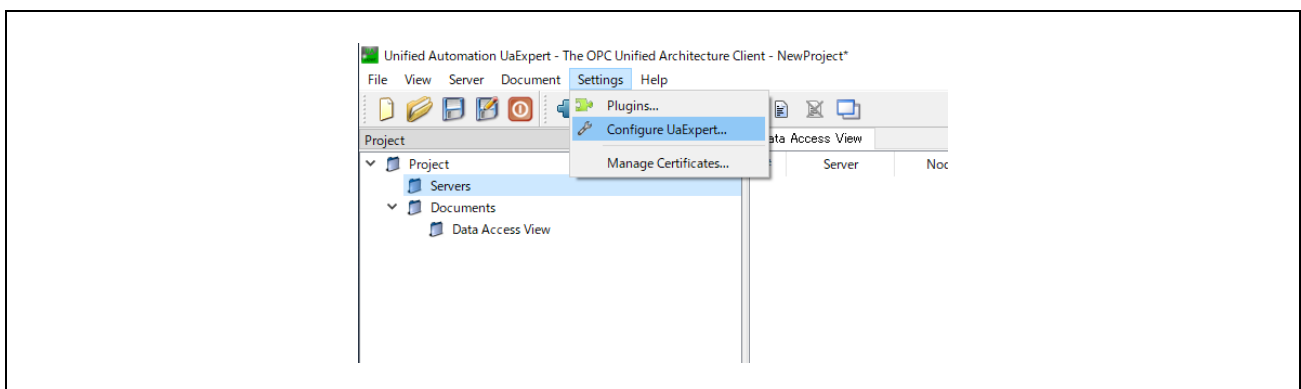 Unified Automation UaExpert - The OPC Unified Architecture Client - NewProject*
File View Server Document Settings Help
Plugins...
Configure UaExpert...
Manage Certificates...
Project
ata Access View
Project
Server
Servers
Documents
Data Access View